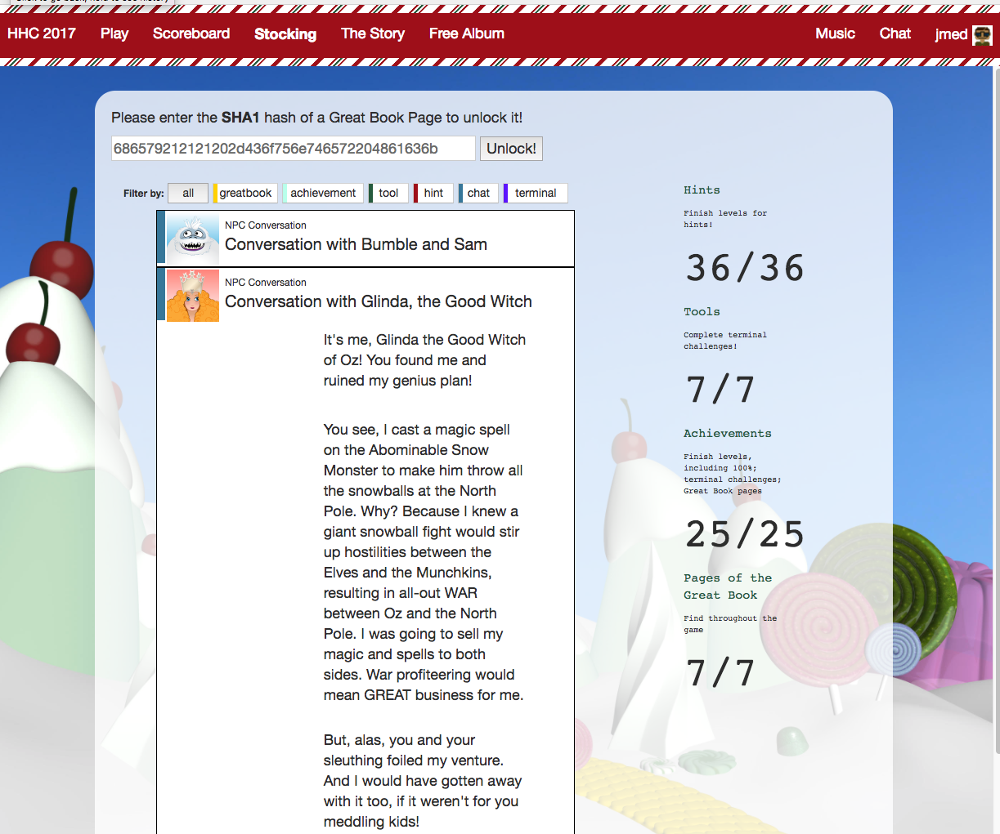 HHC 2017 Play Scoreboard Stocking The Story Free Album Music Chat jmed
Please enter the SHA1 hash of a Great Book Page to unlock it!
686579212121202d436f756e746572204861636b Unlock!
Filter by: all greatbook achievement tool hint chat terminal
NPC Conversation
Conversation with Bumble and Sam
NPC Conversation
Conversation with Glinda, the Good Witch
It's me, Glinda the Good Witch
of Oz! You found me and
ruined my genius plan!
You see, I cast a magic spell
on the Abominable Snow
Monster to make him throw all
the snowballs at the North
Pole. Why? Because I knew a
giant snowball fight would stir
up hostilities between the
Elves and the Munchkins,
resulting in all-out WAR
between Oz and the North
Pole. I was going to sell my
magic and spells to both
sides. War profiteering would
mean GREAT business for me.
But, alas, you and your
sleuthing foiled my venture.
And I would have gotten away
with it too, if it weren't for you
meddling kids!
Hints
Finish levels for
hints!
36/36
Tools
Complete terminal
challenges!
7/7
Achievements
Finish levels,
including 100%;
terminal challenges;
Great Book pages
25/25
Pages of the
Great Book
Find throughout the
game
7/7